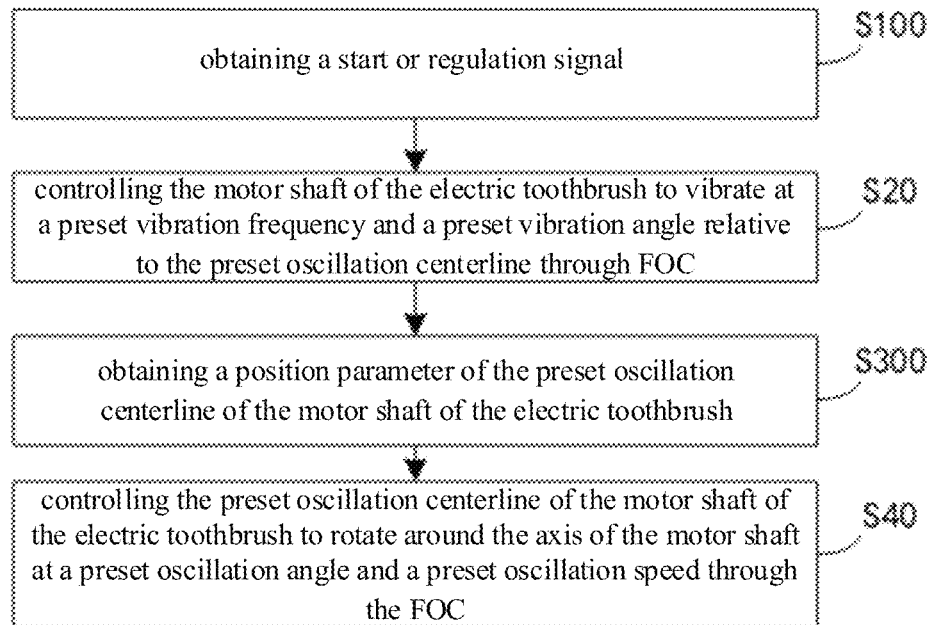 obtaining a start or regulation signal
S100
controlling the motor shaft of the electric toothbrush to vibrate at
a preset vibration frequency and a preset vibration angle relative
to the preset oscillation centerline through FOC
S20
obtaining a position parameter of the preset oscillation
centerline of the motor shaft of the electric toothbrush
S300
controlling the preset oscillation centerline of the motor shaft of
the electric toothbrush to rotate around the axis of the motor shaft
at a preset oscillation angle and a preset oscillation speed through
the FOC
S40